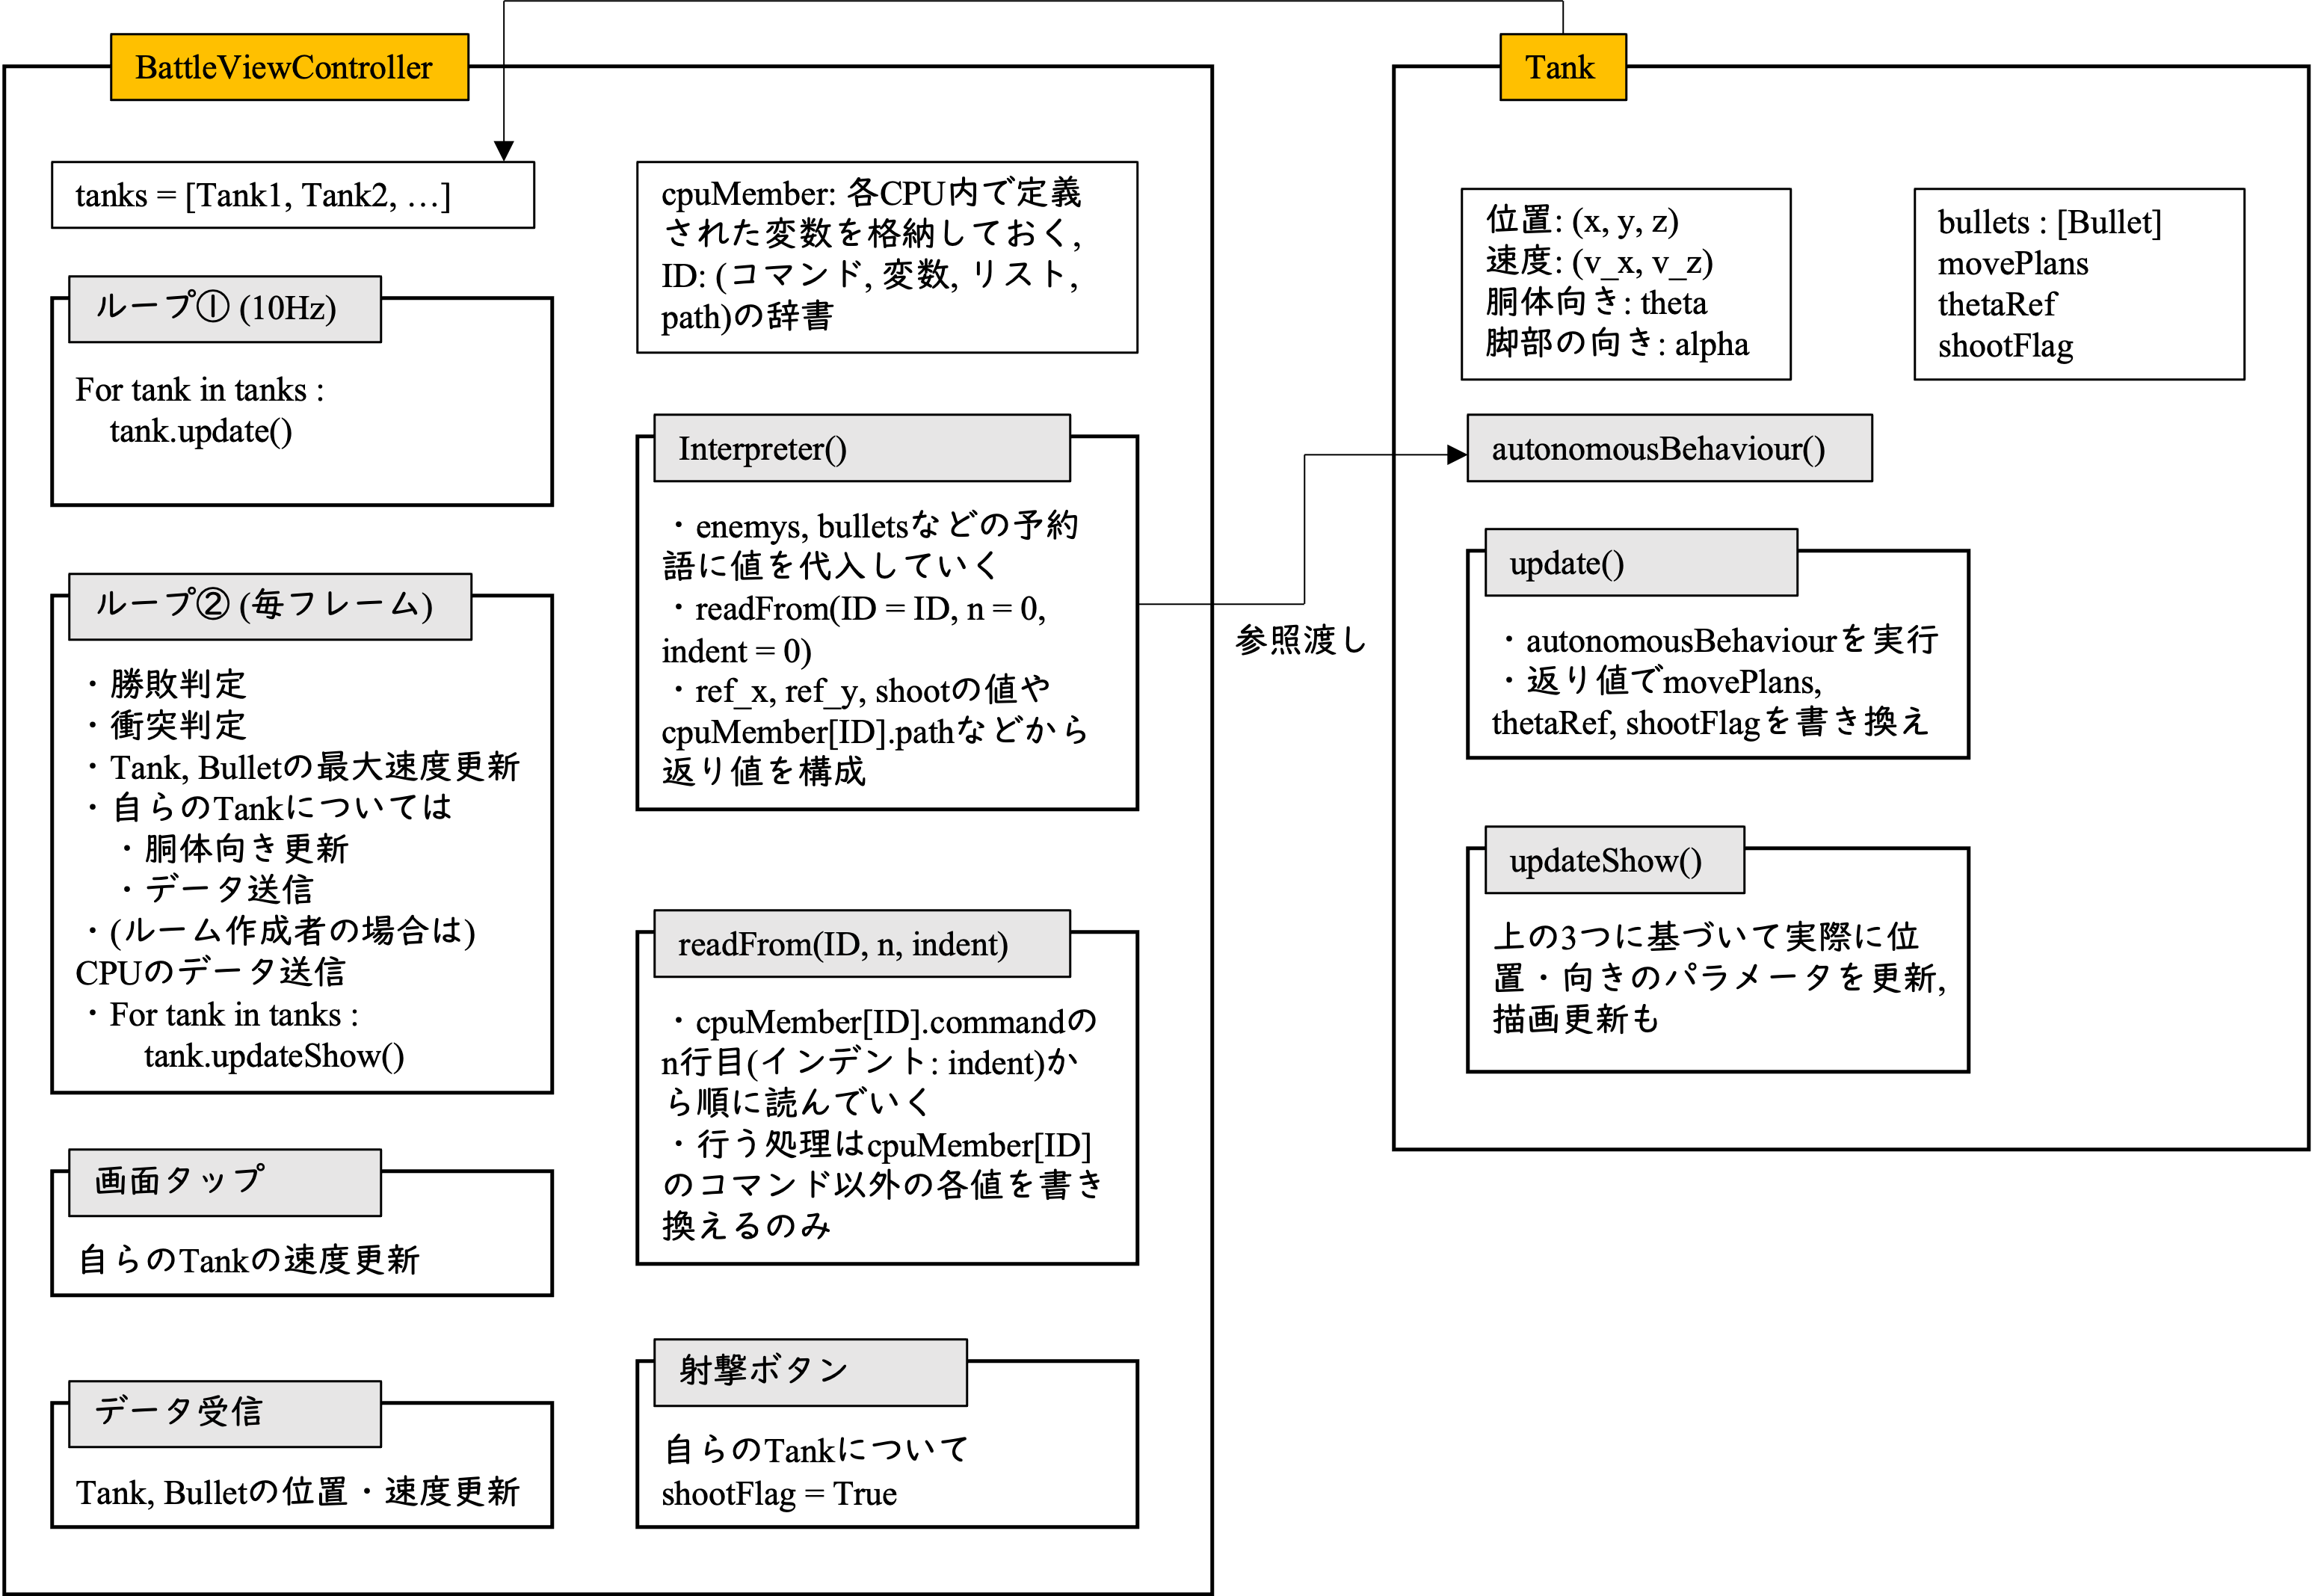 BattleViewController
tanks = [Tank1, Tank2, …]
ループ① (10Hz)
For tank in tanks :
tank.update()
ループ② (毎フレーム)
・勝敗判定
・衝突判定
・Tank, Bulletの最大速度更新
・自らのTankについては
・胴体向き更新
・データ送信
・(ルーム作成者の場合は)
CPUのデータ送信
・For tank in tanks :
tank.updateShow()
画面タップ
自らのTankの速度更新
データ受信
Tank, Bulletの位置・速度更新
cpuMember: 各CPU内で定義
された変数を格納しておく,
ID: (コマンド, 変数, リスト,
path)の辞書
Interpreter()
・enemys, bulletsなどの予約
語に値を代入していく
・readFrom(ID = ID, n = 0,
indent = 0)
・ref_x, ref_y, shootの値や
cpuMember[ID].pathなどから
返り値を構成
readFrom(ID, n, indent)
・cpuMember[ID].commandの
n行目(インデント: indent)か
ら順に読んでいく
・行う処理はcpuMember[ID]
のコマンド以外の各値を書き
換えるのみ
射撃ボタン
自らのTankについて
shootFlag = True
参照渡し
Tank
位置: (x, y, z)
速度: (v_x, v_z)
胴体向き: theta
脚部の向き: alpha
bullets : [Bullet]
movePlans
thetaRef
shootFlag
autonomousBehaviour()
update()
・autonomousBehaviourを実行
・返り値でmovePlans,
thetaRef, shootFlagを書き換え
updateShow()
上の3つに基づいて実際に位
置・向きのパラメータを更新,
描画更新も